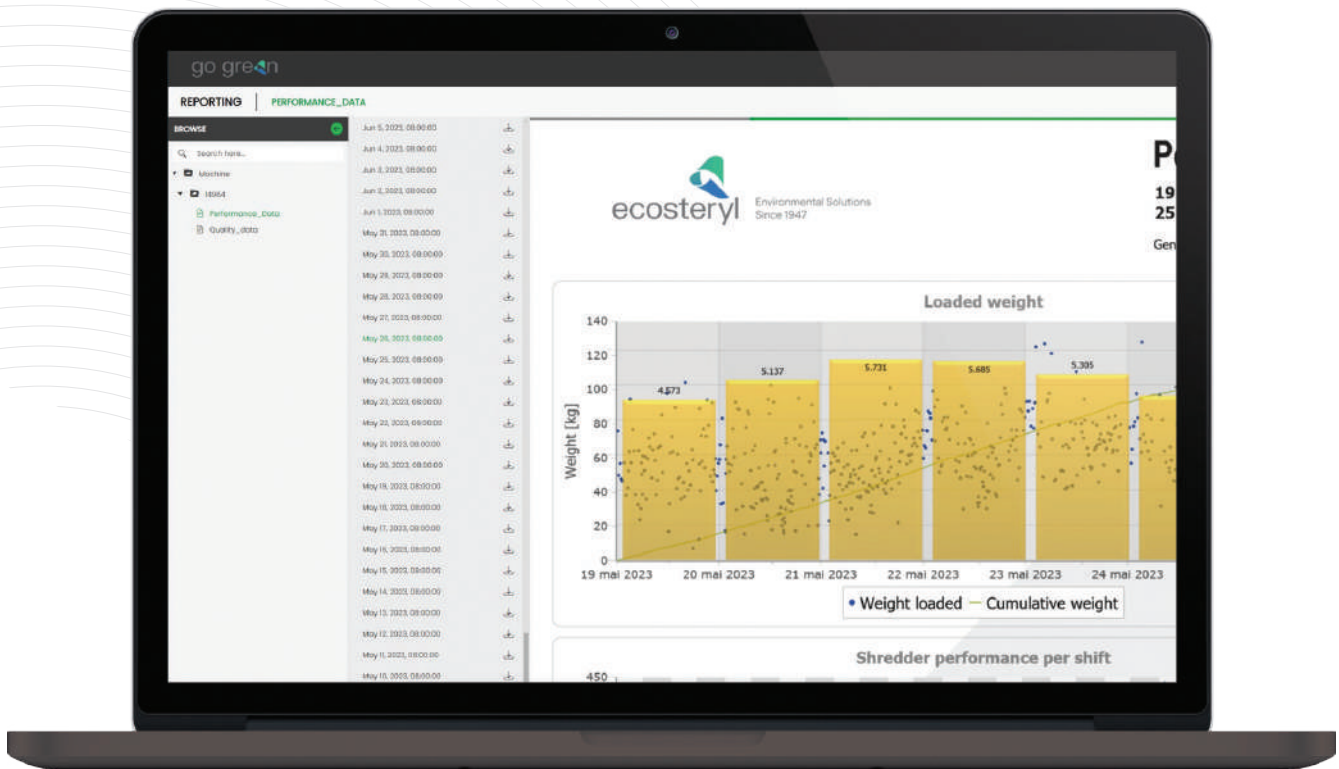 go green
REPORTING
PERFORMANCE_DATA
BROWSE
Search here...
Machine
Performance_Data
Quality_data
Jun 5, 2023, 08:00:00
Jun 4, 2023, 08:00:00
Jun 3, 2023, 08:00:00
Jun 2, 2023, 08:00:00
Jun 1, 2023, 08:00:00
May 31, 2023, 08:00:00
May 30, 2023, 08:00:00
May 29, 2023, 08:00:00
May 28, 2023, 08:00:00
May 27, 2023, 08:00:00
May 26, 2023, 08:00:00
May 25, 2023, 08:00:00
May 24, 2023, 08:00:00
May 23, 2023, 08:00:00
May 22, 2023, 08:00:00
May 21, 2023, 08:00:00
May 20, 2023, 08:00:00
May 19, 2023, 08:00:00
May 18, 2023, 08:00:00
May 17, 2023, 08:00:00
May 16, 2023, 08:00:00
May 15, 2023, 08:00:00
May 14, 2023, 08:00:00
May 13, 2023, 08:00:00
May 12, 2023, 08:00:00
May 11, 2023, 08:00:00
May 10, 2023, 08:00:00
ecosteryl
Environmental Solutions
Since 1947
P
19
25
Gen
Loaded weight
Weight [kg]
140
120
100
80
60
40
20
0
4.573
5.137
5.731
5.685
5.305
19 mai 2023
20 mai 2023
21 mai 2023
22 mai 2023
23 mai 2023
24 mai 2023
Weight loaded
Cumulative weight
Shredder performance per shift
450